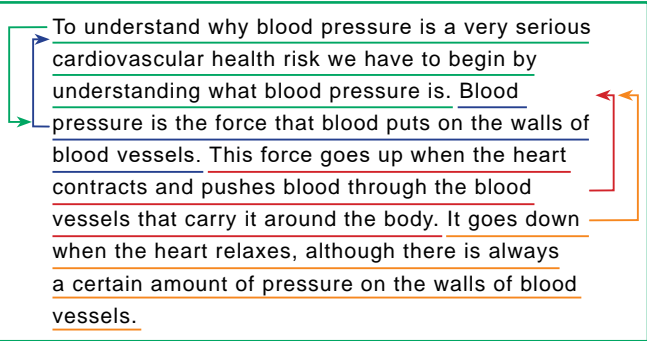 To understand why blood pressure is a very serious
cardiovascular health risk we have to begin by
understanding what blood pressure is. Blood
pressure is the force that blood puts on the walls of
blood vessels. This force goes up when the heart
contracts and pushes blood through the blood
vessels that carry it around the body. It goes down
when the heart relaxes, although there is always
a certain amount of pressure on the walls of blood
vessels.